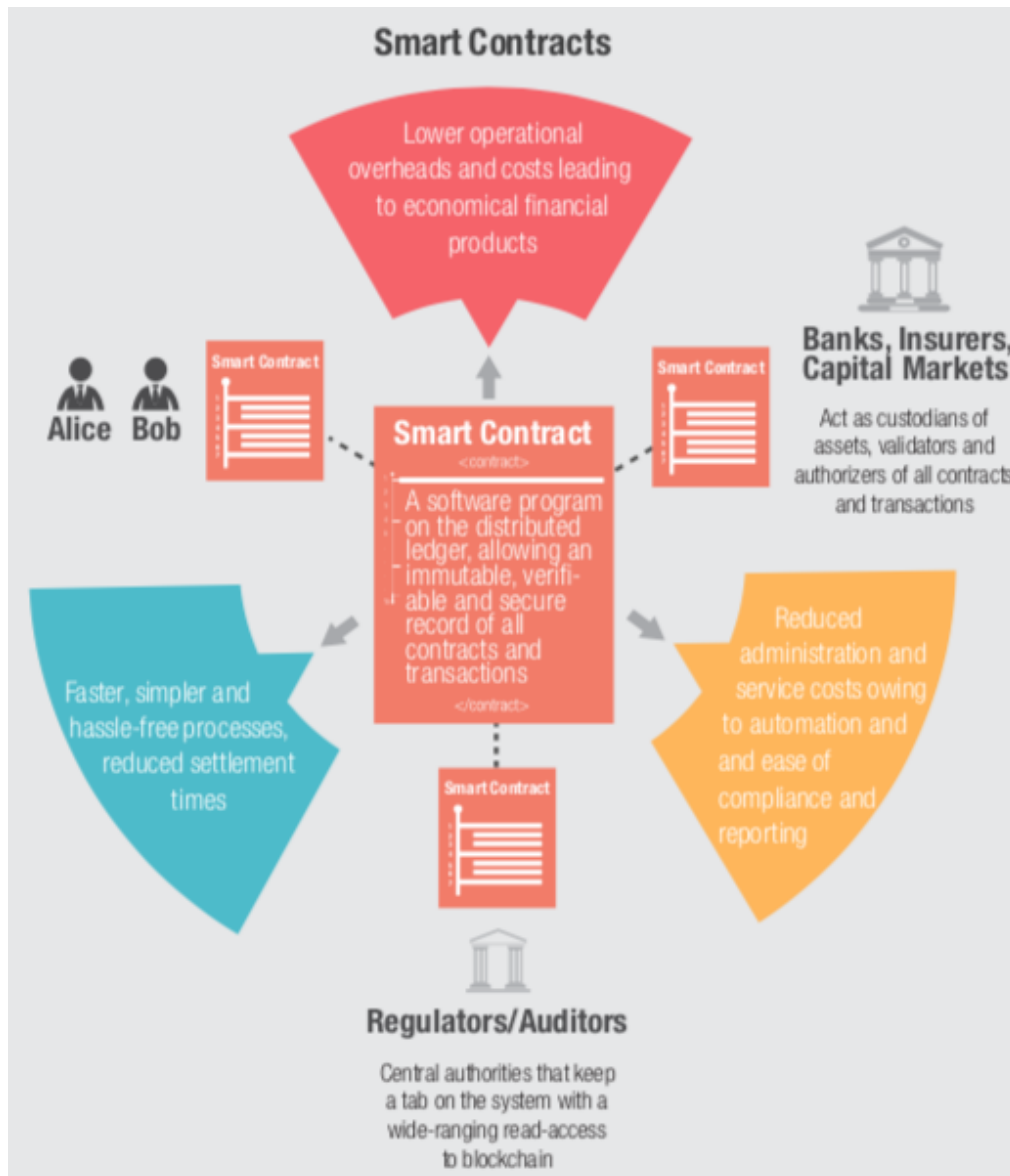 Smart Contracts
Lower operational
overheads and costs leading
to economical financial
products
Banks, Insurers,
Capital Markets
Act as custodians of
assets, validators and
authorizers of all contracts
and transactions
Alice Bob
Smart Contract
Smart Contract
Smart Contract
<contract>
A software program
on the distributed
ledger, allowing an
immutable, verifi-
able and secure
record of all
contracts and
transactions
</contract>
Faster, simpler and
hassle-free processes,
reduced settlement
times
Reduced
administration and
service costs owing
to automation and
and ease of
compliance and
reporting
Smart Contract
Regulators/Auditors
Central authorities that keep
a tab on the system with a
wide-ranging read-access
to blockchain